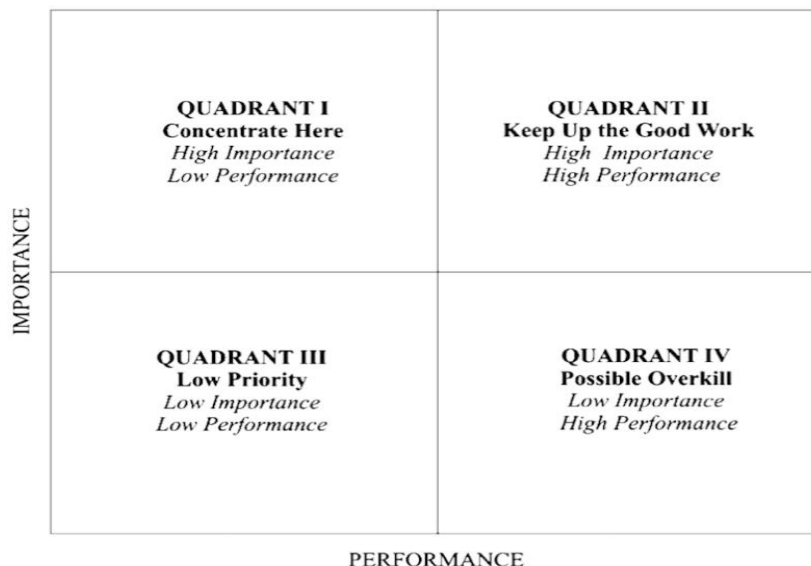 QUADRANT I
Concentrate Here
High Importance
Low Performance
QUADRANT II
Keep Up the Good Work
High Importance
High Performance
IMPORTANCE
QUADRANT III
Low Priority
Low Importance
Low Performance
QUADRANT IV
Possible Overkill
Low Importance
High Performance
PERFORMANCE